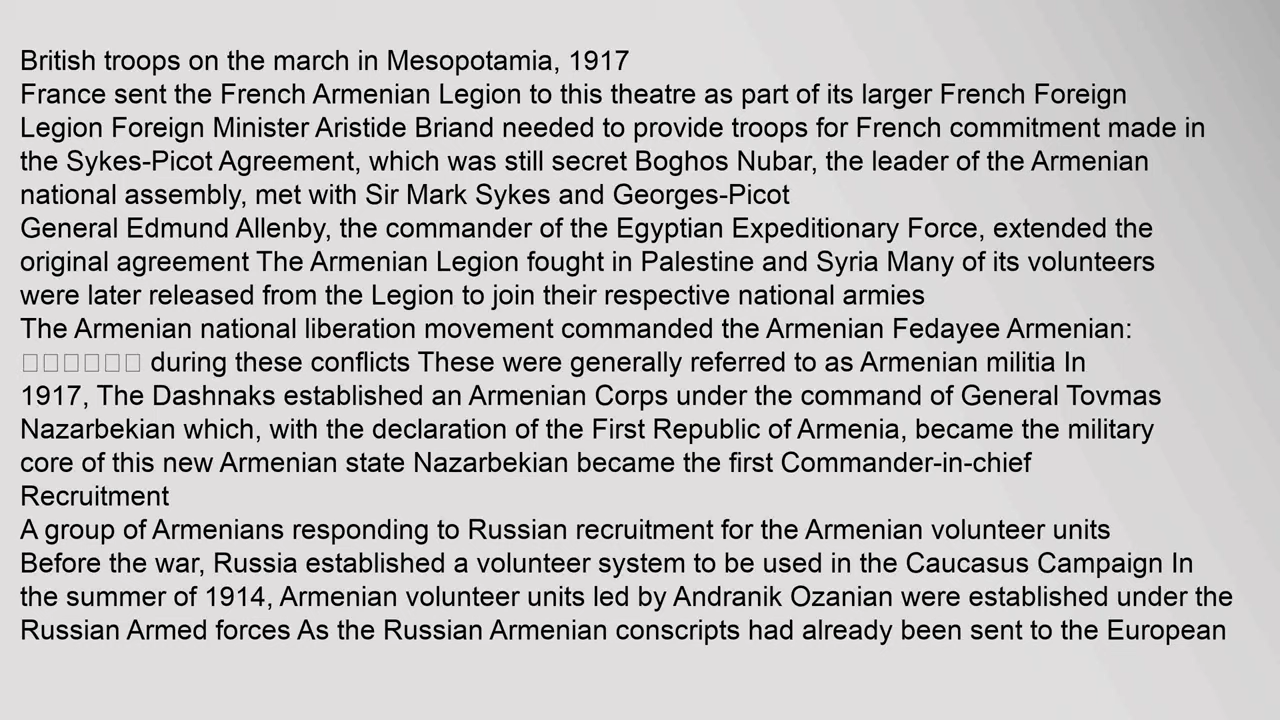 British troops on the march in Mesopotamia, 1917
France sent the French Armenian Legion to this theatre as part of its larger French Foreign
Legion Foreign Minister Aristide Briand needed to provide troops for French commitment made in
the Sykes-Picot Agreement, which was still secret Boghos Nubar, the leader of the Armenian
national assembly, met with Sir Mark Sykes and Georges-Picot
General Edmund Allenby, the commander of the Egyptian Expeditionary Force, extended the
original agreement The Armenian Legion fought in Palestine and Syria Many of its volunteers
were later released from the Legion to join their respective national armies
The Armenian national liberation movement commanded the Armenian Fedayee Armenian:
during these conflicts These were generally referred to as Armenian militia In
1917, The Dashnaks established an Armenian Corps under the command of General Tovmas
Nazarbekian which, with the declaration of the First Republic of Armenia, became the military
core of this new Armenian state Nazarbekian became the first Commander-in-chief
Recruitment
A group of Armenians responding to Russian recruitment for the Armenian volunteer units
Before the war, Russia established a volunteer system to be used in the Caucasus Campaign In
the summer of 1914, Armenian volunteer units led by Andranik Ozanian were established under the
Russian Armed forces As the Russian Armenian conscripts had already been sent to the European